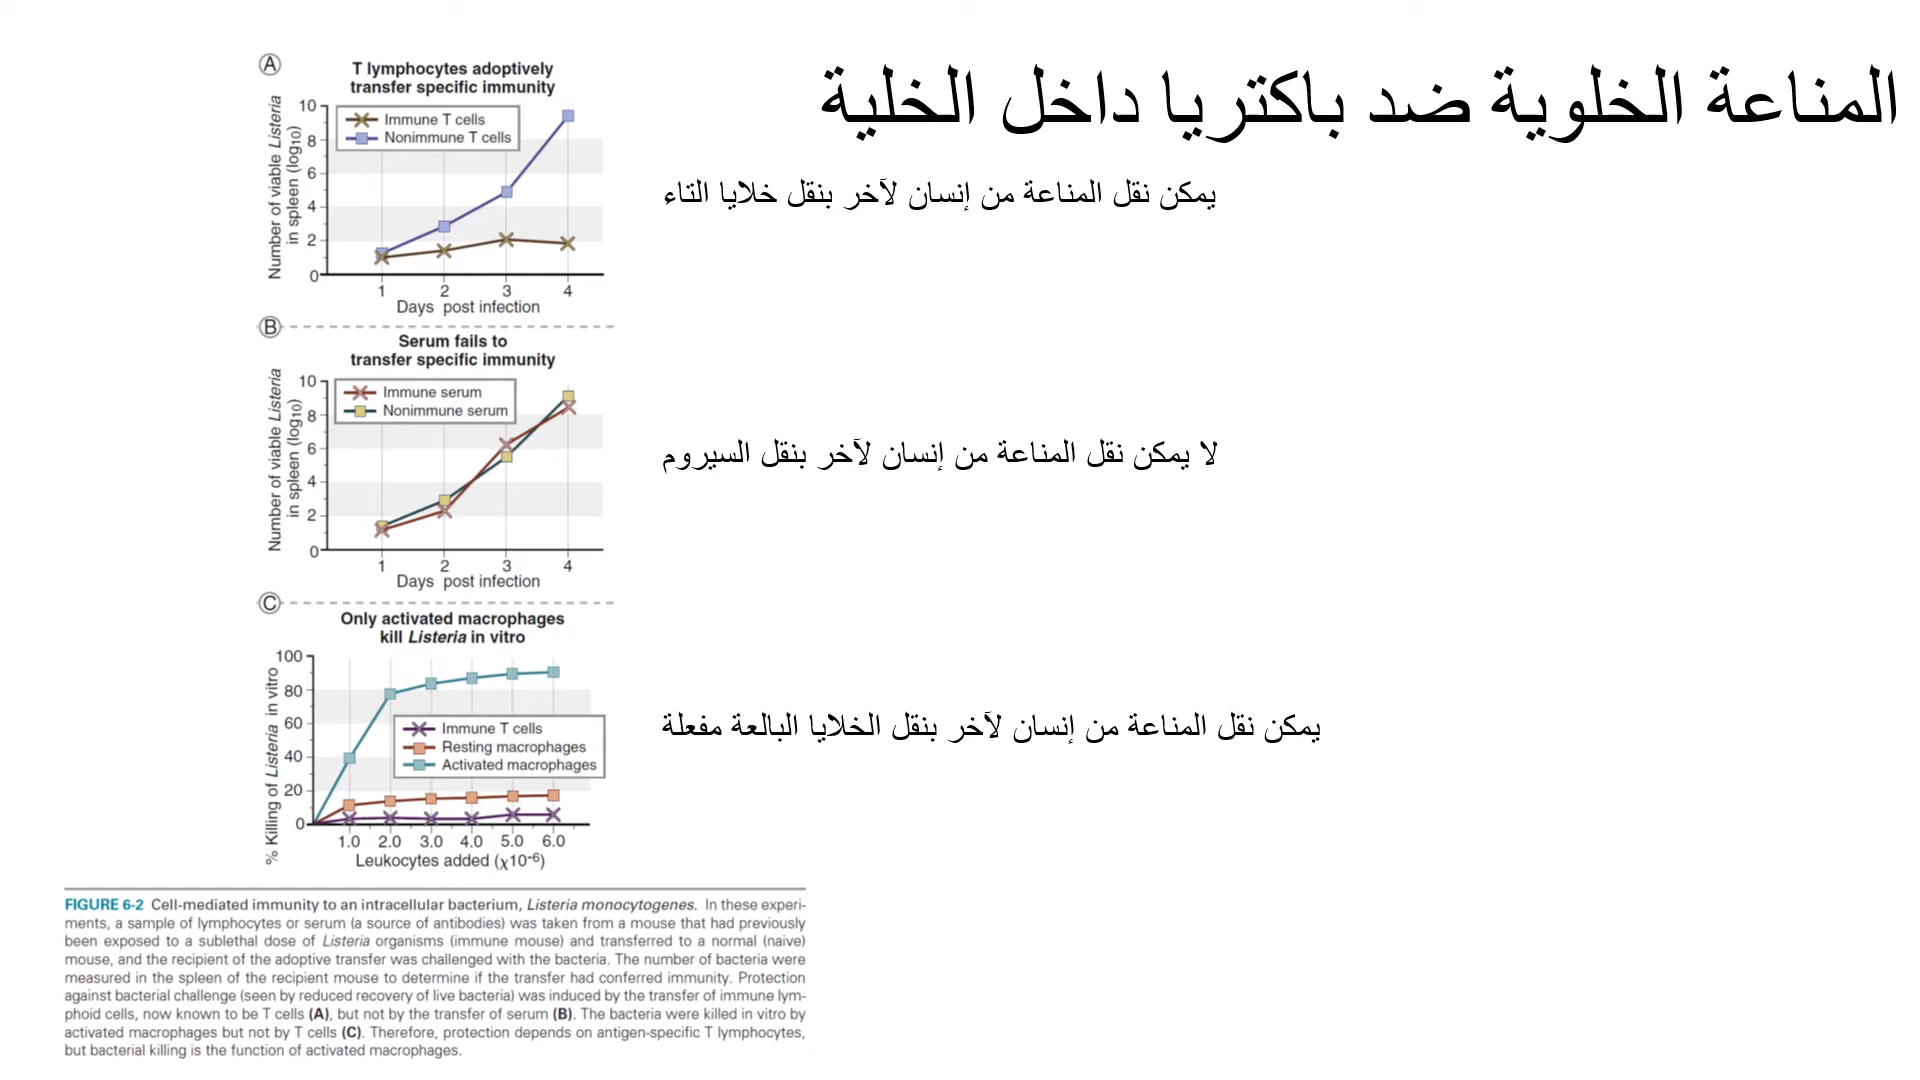 المناعة الخلوية ضد باكتريا داخل الخلية
Ⓐ
T lymphocytes adoptively
transfer specific immunity
Number of viable Listeria
in spleen (log10)
10
8
6
4
2
0
Immune T cells
Nonimmune T cells
1 2 3 4
Days post infection
يمكن نقل المناعة من إنسان لآخر بنقل خلايا التاء
Ⓑ
Serum fails to
transfer specific immunity
Number of viable Listeria
in spleen (log10)
10
8
6
4
2
0
Immune serum
Nonimmune serum
1 2 3 4
Days post infection
لا يمكن نقل المناعة من إنسان لآخر بنقل السيروم
Ⓒ
Only activated macrophages
kill Listeria in vitro
% Killing of Listeria in vitro
100
80
60
40
20
0
Immune T cells
Resting macrophages
Activated macrophages
1.0 2.0 3.0 4.0 5.0 6.0
Leukocytes added (χ10-6)
يمكن نقل المناعة من إنسان لآخر بنقل الخلايا البالعة مفعلة
FIGURE 6-2 Cell-mediated immunity to an intracellular bacterium, Listeria monocytogenes. In these experi-
ments, a sample of lymphocytes or serum (a source of antibodies) was taken from a mouse that had previously
been exposed to a sublethal dose of Listeria organisms (immune mouse) and transferred to a normal (naive)
mouse, and the recipient of the adoptive transfer was challenged with the bacteria. The number of bacteria were
measured in the spleen of the recipient mouse to determine if the transfer had conferred immunity. Protection
against bacterial challenge (seen by reduced recovery of live bacteria) was induced by the transfer of immune lym-
phoid cells, now known to be T cells (A), but not by the transfer of serum (B). The bacteria were killed in vitro by
activated macrophages but not by T cells (C). Therefore, protection depends on antigen-specific T lymphocytes,
but bacterial killing is the function of activated macrophages.